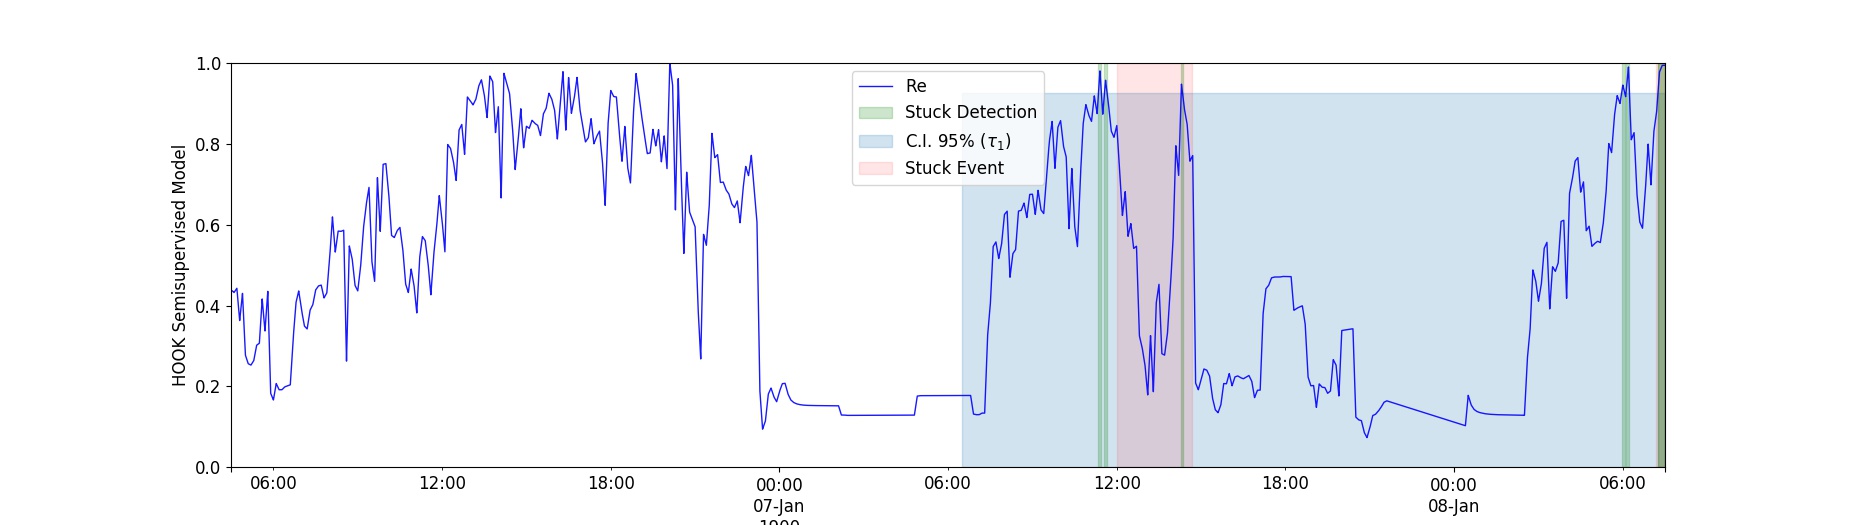 HOOK Semisupervised Model
1.0
0.8
0.6
0.4
0.2
0.0
Re
Stuck Detection
C.I. 95% (τ₁)
Stuck Event
06:00 12:00 18:00 00:00 06:00 12:00 18:00 00:00 06:00
07-Jan 08-Jan
1900